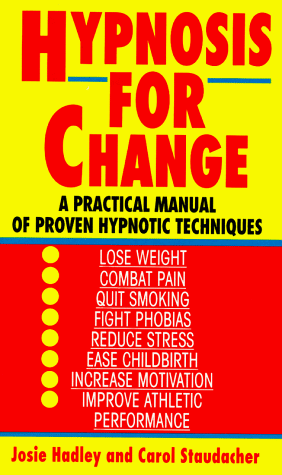 HYPNOSIS
FOR
CHANGE
A PRACTICAL MANUAL
OF PROVEN HYPNOTIC TECHNIQUES
LOSE WEIGHT
COMBAT PAIN
QUIT SMOKING
FIGHT PHOBIAS
REDUCE STRESS
EASE CHILDBIRTH
INCREASE MOTIVATION
IMPROVE ATHLETIC
PERFORMANCE
Josie Hadley and Carol Staudacher